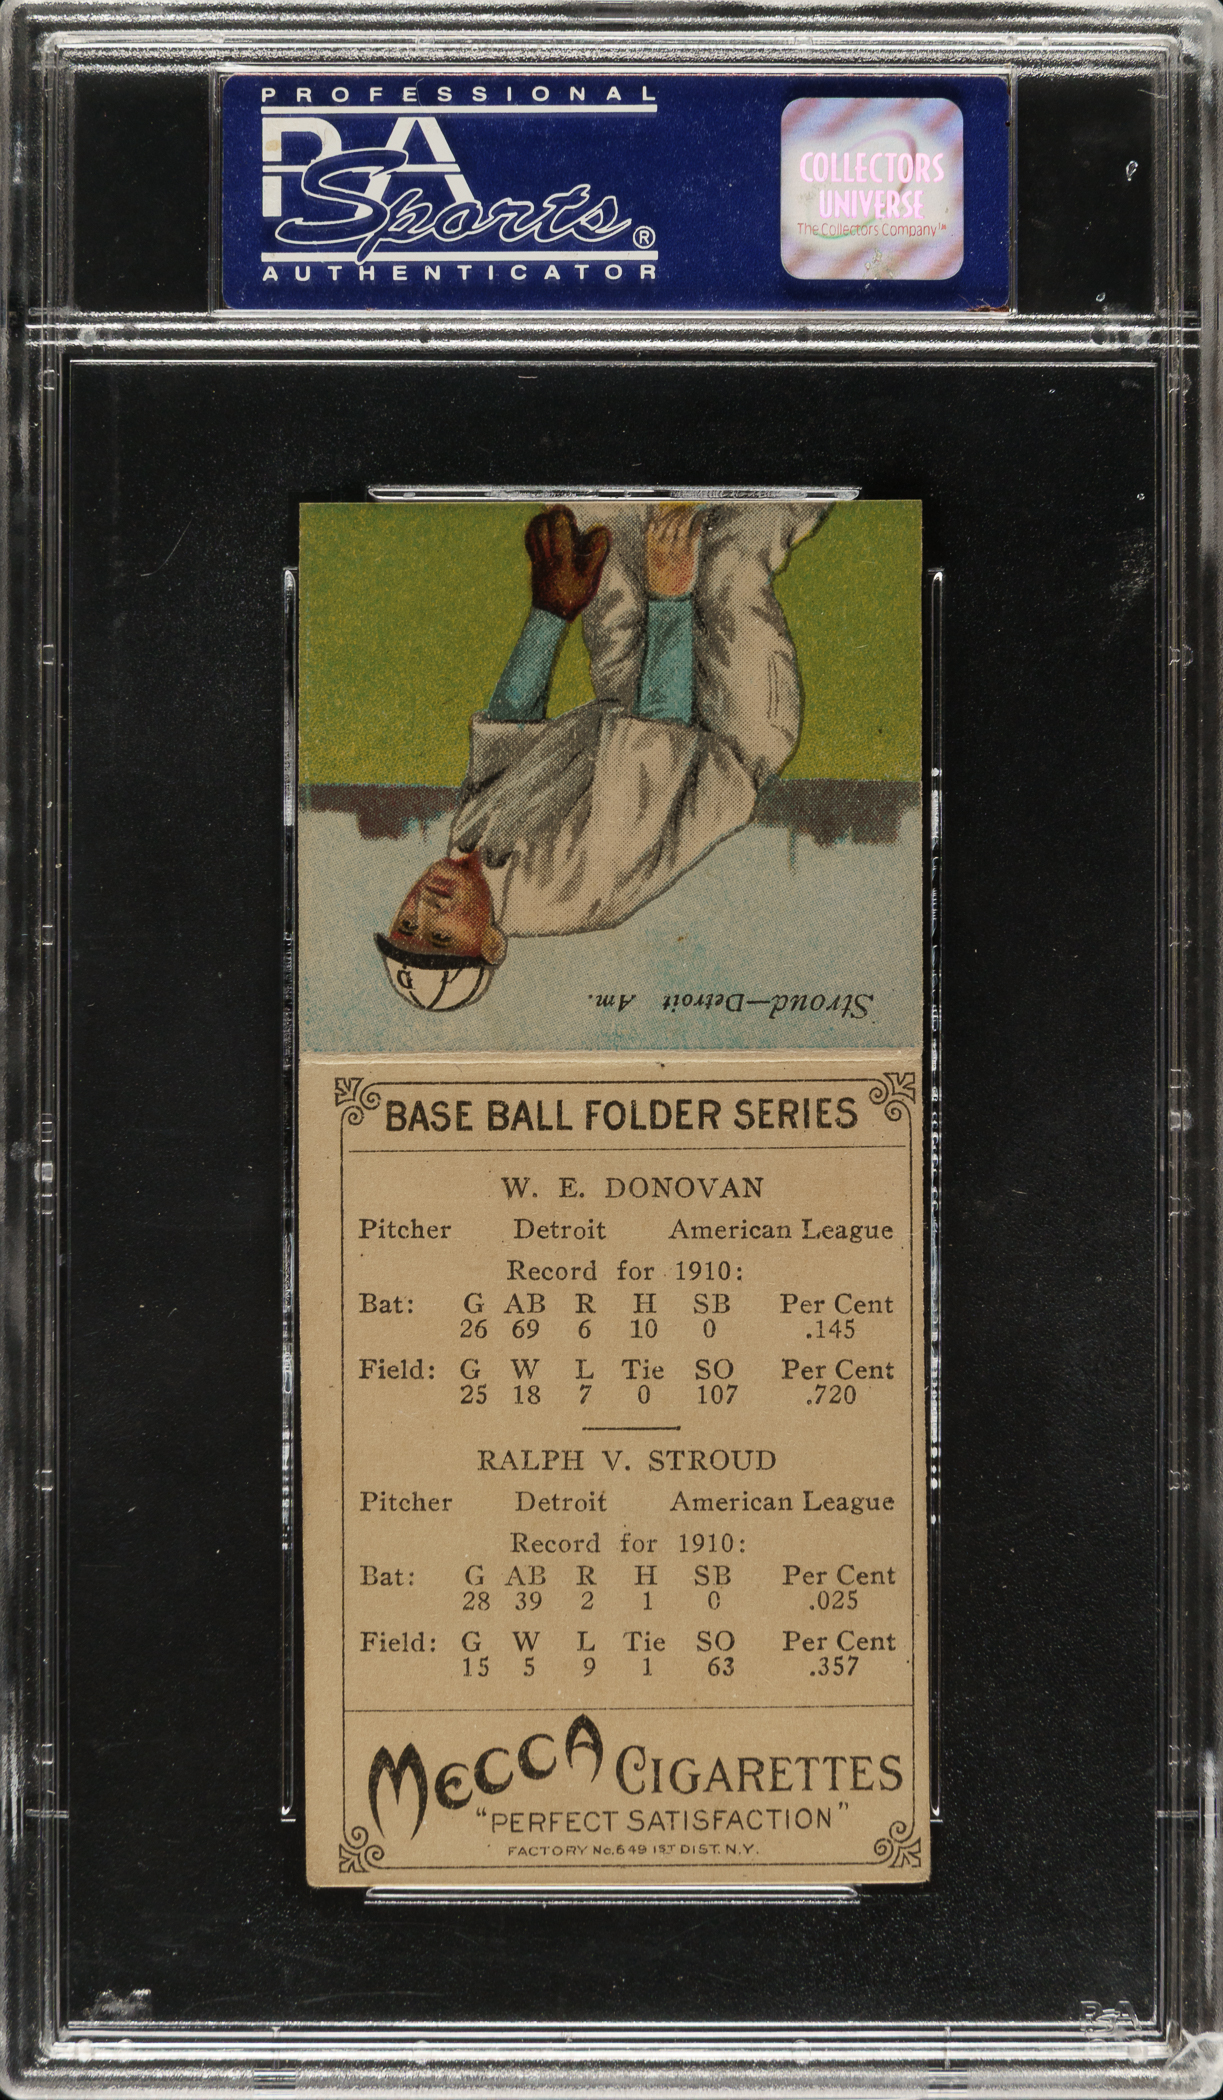 PROFESSIONAL
PSA
Sports®
AUTHENTICATOR
COLLECTORS
UNIVERSE
The Collectors Company™
Stroud—Detroit Am.
BASE BALL FOLDER SERIES
W. E. DONOVAN
Pitcher Detroit American League
Record for 1910:
Bat: G AB R H SB Per Cent
26 69 6 10 0 .145
Field: G W L Tie SO Per Cent
25 18 7 0 107 .720
RALPH V. STROUD
Pitcher Detroit American League
Record for 1910:
Bat: G AB R H SB Per Cent
28 39 2 1 0 .025
Field: G W L Tie SO Per Cent
15 5 9 1 63 .357
MECCA CIGARETTES
"PERFECT SATISFACTION"
FACTORY No. 649 1ST DIST. N.Y.
PSA